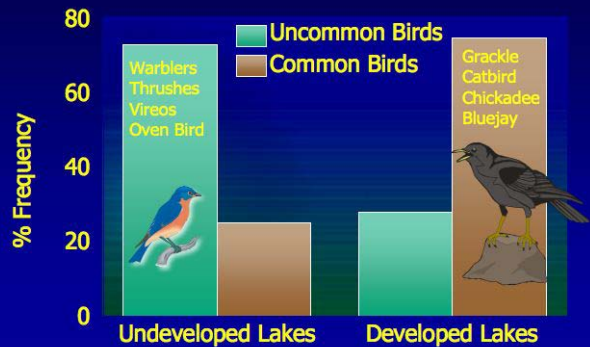 80
60
40
20
0
% Frequency
Uncommon Birds
Common Birds
Warblers
Thrushes
Vireos
Oven Bird
Grackle
Catbird
Chickadee
Bluejay
Undeveloped Lakes
Developed Lakes